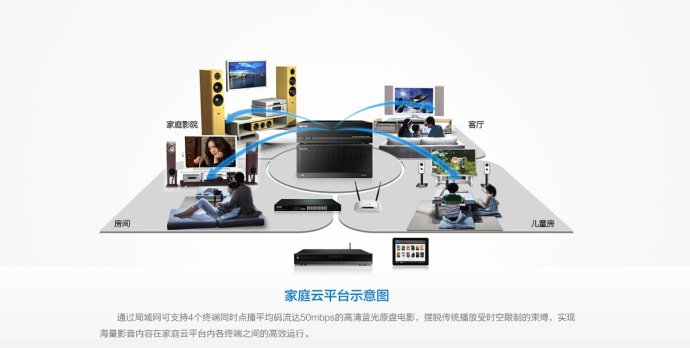 家庭影院
客厅
房间
儿童房
家庭云平台示意图
通过局域网可支持4个终端同时点播平均码流达50mbps的高清蓝光原盘电影，摆脱传统播放受时空限制的束缚，实现
海量影音内容在家庭云平台内各终端之间的高效运行。